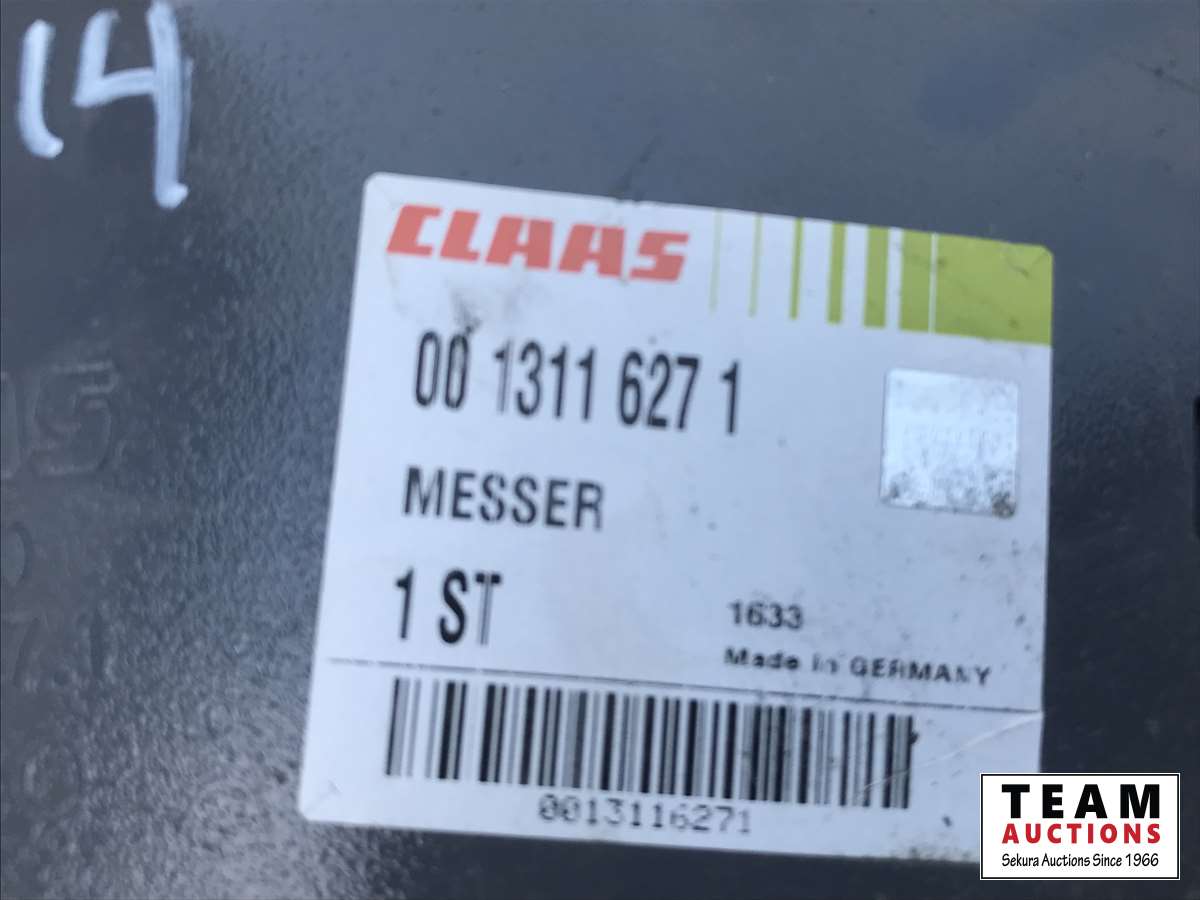 14
CLAAS
00 1311 627 1
MESSER
1 ST
1633
Made in GERMANY
0013116271
TEAM
AUCTIONS
Sekura Auctions Since 1966